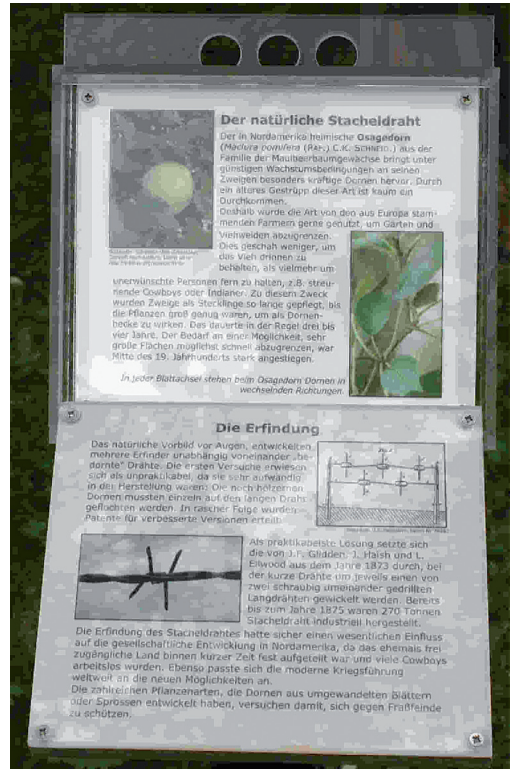 Der natürliche Stacheldraht
Der in Nordamerika heimische Osagedorn
(Maclura pomifera (RAF.) C.K. SCHNEID.) aus der
Familie der Maulbeerbaumgewächse bringt unter
günstigen Wachstumsbedingungen an seinen
Zweigen besonders kräftige Dornen hervor. Durch
ein älteres Gestrüpp dieser Art ist kaum ein
Durchkommen.
Deshalb wurde die Art von den aus Europa stam-
menden Farmern gerne genutzt, um Gärten und
Viehweiden abzugrenzen.
Dies geschah weniger, um
das Vieh drinnen zu
behalten, als vielmehr um
unerwünschte Personen fern zu halten, z.B. streu-
nende Cowboys oder Indianer. Zu diesem Zweck
wurden Zweige als Stecklinge so lange gepflegt, bis
die Pflanzen groß genug waren, um als Dornen-
hecke zu wirken. Das dauerte in der Regel drei bis
vier Jahre. Der Bedarf an einer Möglichkeit, sehr
große Flächen möglichst schnell abzugrenzen, war
Mitte des 19. Jahrhunderts stark angestiegen.
In jeder Blattachsel stehen beim Osagedorn Dornen in
wechselnden Richtungen.
Die Erfindung
Das natürliche Vorbild vor Augen, entwickelten
mehrere Erfinder unabhängig voneinander „be-
dornte" Drähte. Die ersten Versuche erwiesen
sich als unpraktikabel, da sie sehr aufwändig
in der Herstellung waren: Die noch hölzernen
Dornen mussten einzeln auf den langen Draht
geflochten werden. In rascher Folge wurden
Patente für verbesserte Versionen erteilt.
Als praktikabelste Lösung setzte sich
die von J.F. Glidden, J. Haish und L.
Ellwood aus dem Jahre 1873 durch, bei
der kurze Drähte um jeweils einen von
zwei schraubig umeinander gedrillten
Langdrähten gewickelt werden. Bereits
bis zum Jahre 1875 waren 270 Tonnen
Stacheldraht industriell hergestellt.
Die Erfindung des Stacheldrahtes hatte sicher einen wesentlichen Einfluss
auf die gesellschaftliche Entwicklung in Nordamerika, da das ehemals frei
zugängliche Land binnen kurzer Zeit fest aufgeteilt war und viele Cowboys
arbeitslos wurden. Ebenso passte sich die moderne Kriegsführung
weltweit an die neuen Möglichkeiten an.
Die zahlreichen Pflanzenarten, die Dornen aus umgewandelten Blättern
oder Sprossen entwickelt haben, versuchen damit, sich gegen Fraßfeinde
zu schützen.